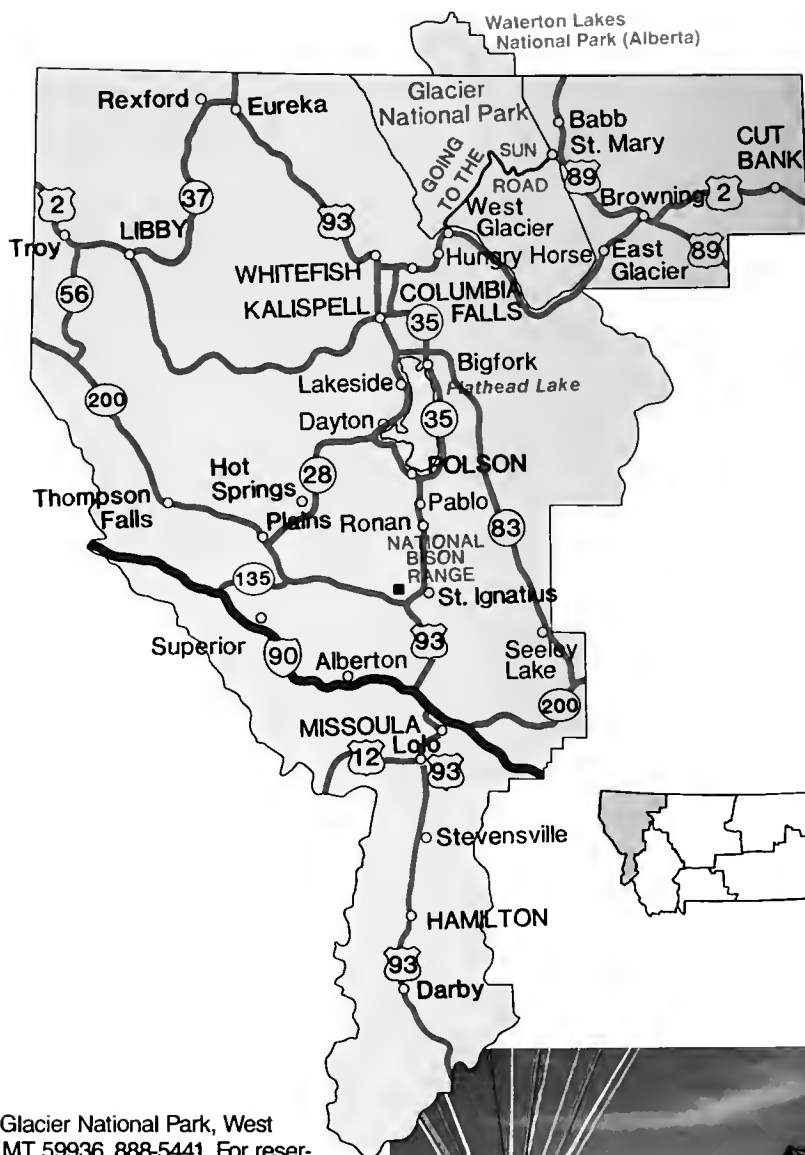 Waterton Lakes
National Park (Alberta)
Rexford
Eureka
Glacier
National Park
Babb
St. Mary
CUT
BANK
GOING
TO THE
SUN
ROAD
89
2
37
2
LIBBY
Troy
93
Browning
West
Glacier
WHITEFISH
Hungry Horse
East
Glacier
89
56
KALISPELL
COLUMBIA
FALLS
35
Bigfork
Lakeside
Flathead Lake
200
Dayton
35
Hot
Springs
28
POLSON
Thompson
Falls
Pablo
Plains
Ronan
83
NATIONAL
BISON
RANGE
135
St. Ignatius
Superior
93
90
Alberton
Seeley
Lake
200
MISSOULA
12
Lolo
93
Stevensville
HAMILTON
93
Darby
Glacier National Park, West
MT 59936, 888-5441. For reser-